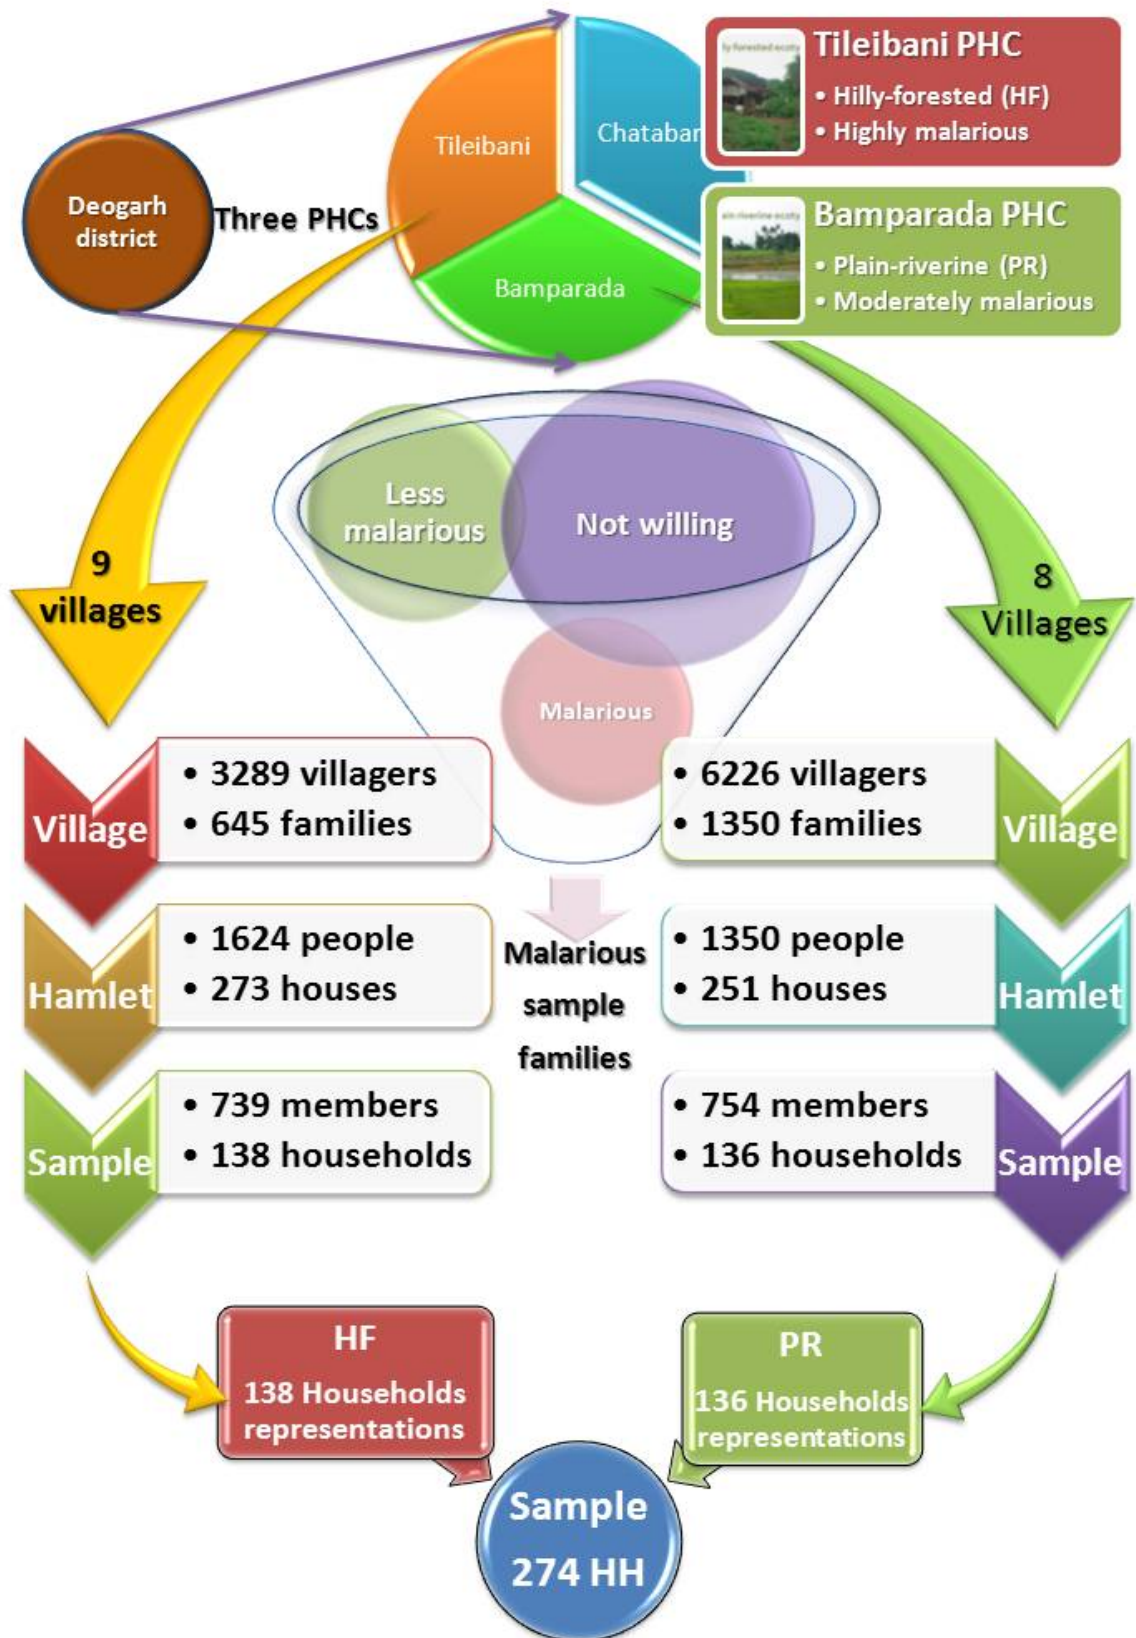 Tileibani
Chatabar
Tileibani PHC
• Hilly-forested (HF)
• Highly malarious
Deogarh
district
Three PHCs
Bamparada
Bamparada PHC
• Plain-riverine (PR)
• Moderately malarious
Less
malarious
Not willing
Malarious
9
villages
8
Villages
Village
• 3289 villagers
• 645 families
• 6226 villagers
• 1350 families
Village
Hamlet
• 1624 people
• 273 houses
Malarious
sample
families
• 1350 people
• 251 houses
Hamlet
Sample
• 739 members
• 138 households
• 754 members
• 136 households
Sample
HF
138 Households
representations
PR
136 Households
representations
Sample
274 HH